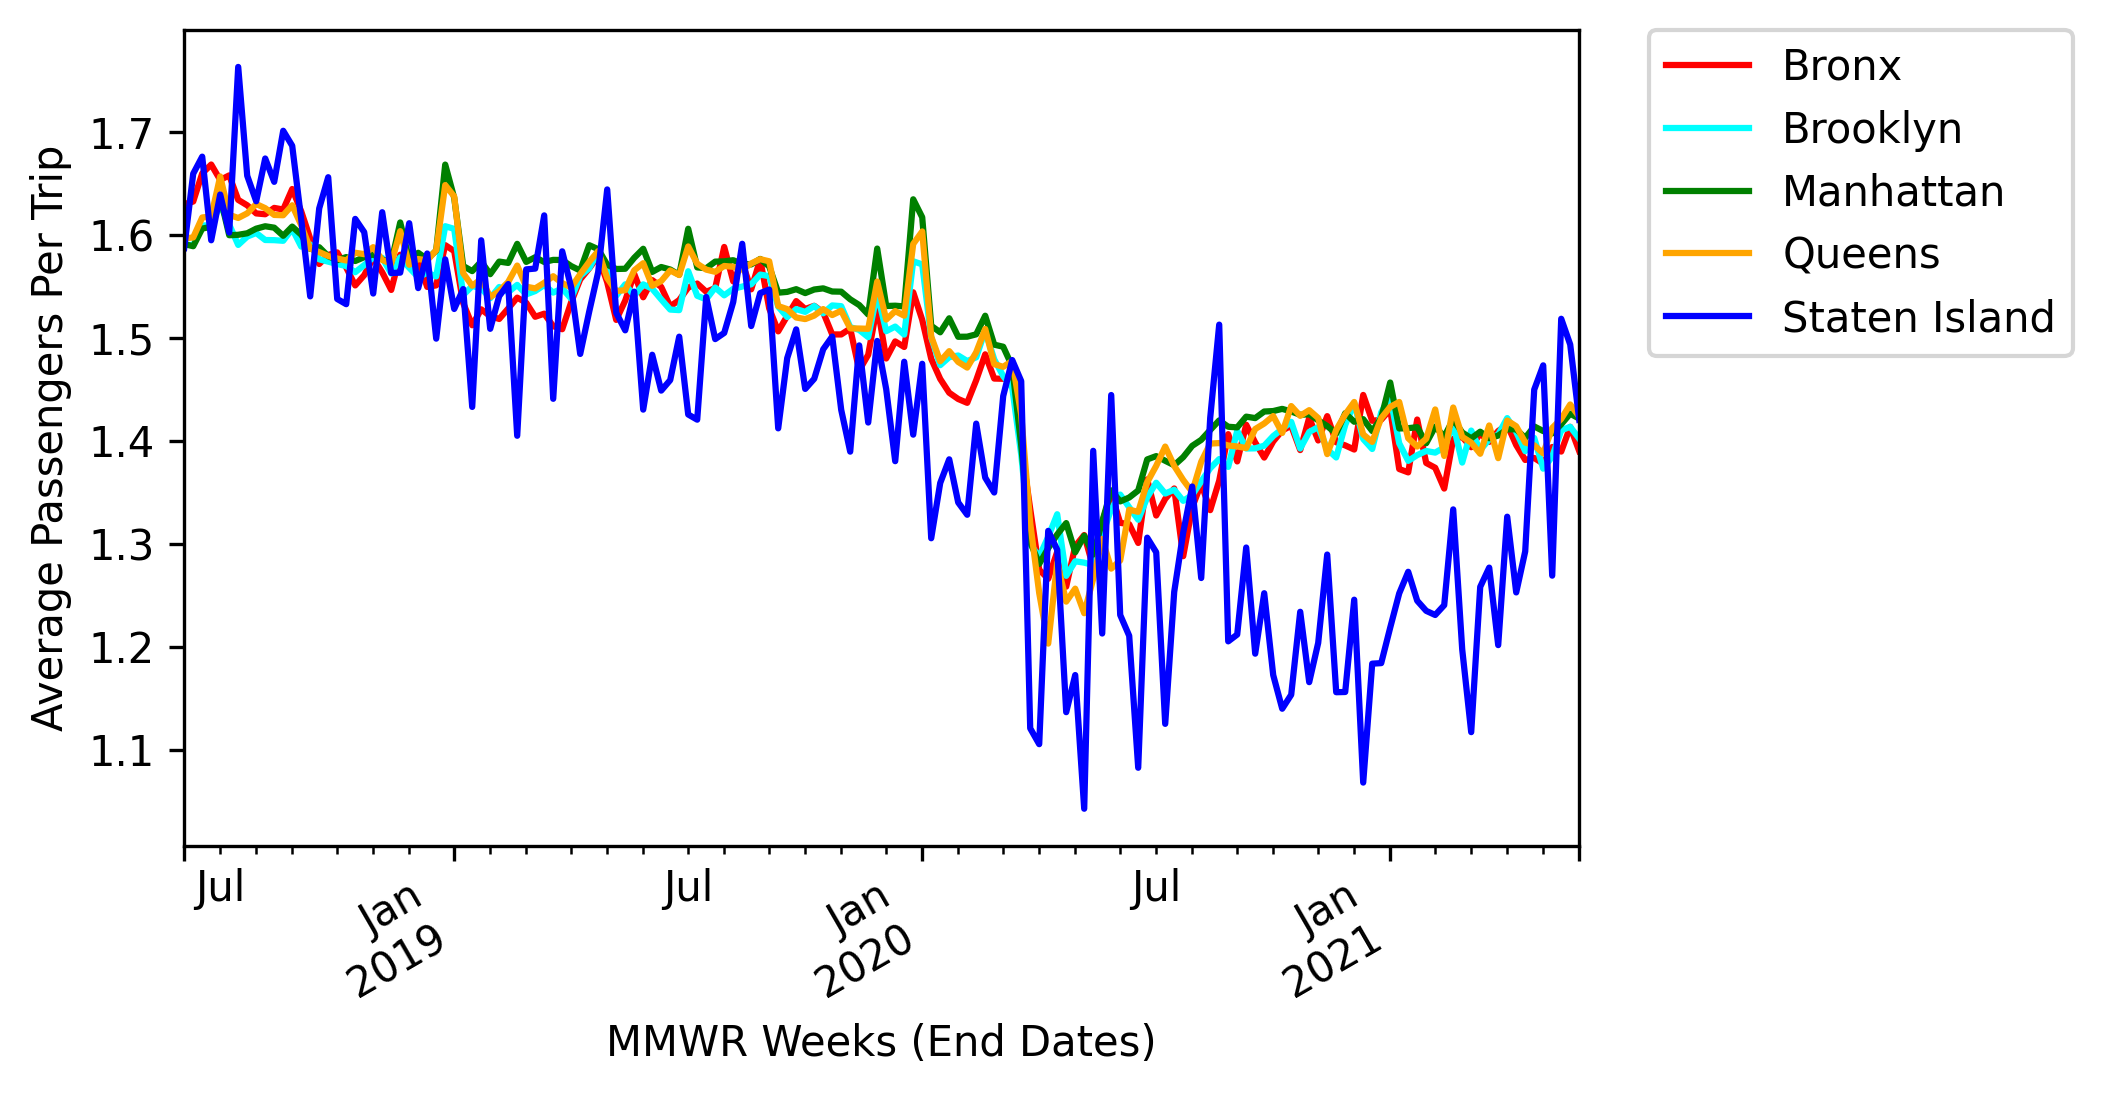 Average Passengers Per Trip
1.7
1.6
1.5
1.4
1.3
1.2
1.1
Jul
Jan
2019
Jul
Jan
2020
Jul
Jan
2021
MMWR Weeks (End Dates)
Bronx
Brooklyn
Manhattan
Queens
Staten Island